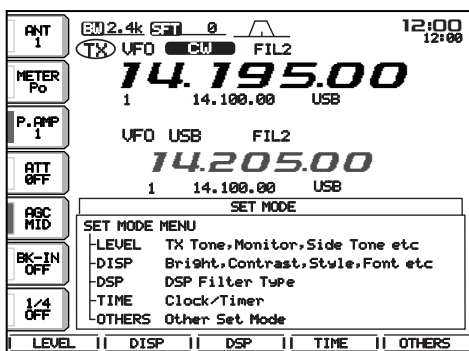 ANT 1
BW 2.4k SFT 0
12:00
12:00
TX VFO CW FIL2
METER Po
14.195.00
1 14.100.00 USB
P.AMP 1
VFO USB FIL2
ATT OFF
14.205.00
1 14.100.00 USB
AGC MID
SET MODE
SET MODE MENU
LEVEL TX Tone,Monitor,Side Tone etc
BK-IN OFF
DISP Bright,Contrast,Style,Font etc
DSP DSP Filter Type
1/4 OFF
TIME Clock/Timer
OTHERS Other Set Mode
LEVEL DISP DSP TIME OTHERS